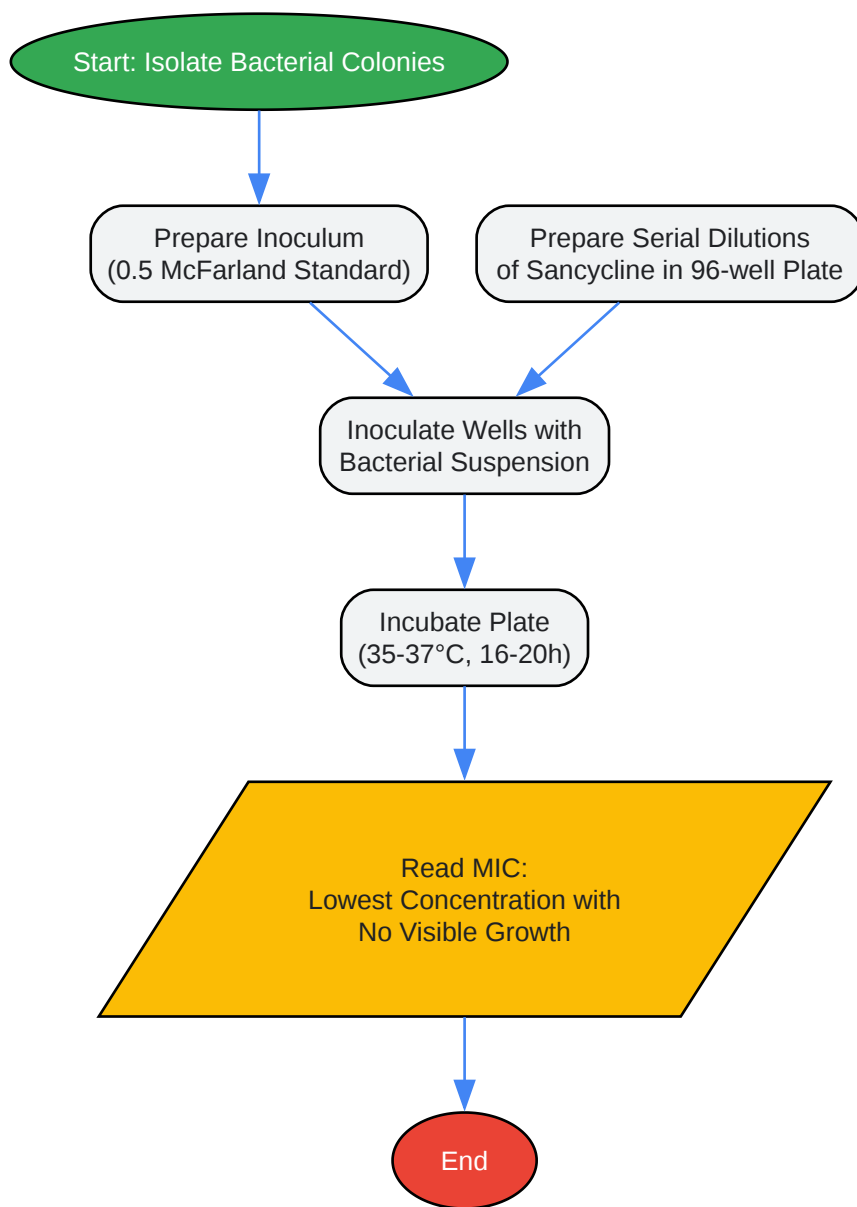 Start: Isolate Bacterial Colonies
Prepare Inoculum
(0.5 McFarland Standard)
Prepare Serial Dilutions
of Sancycline in 96-well Plate
Inoculate Wells with
Bacterial Suspension
Incubate Plate
(35-37°C, 16-20h)
Read MIC:
Lowest Concentration with
No Visible Growth
End